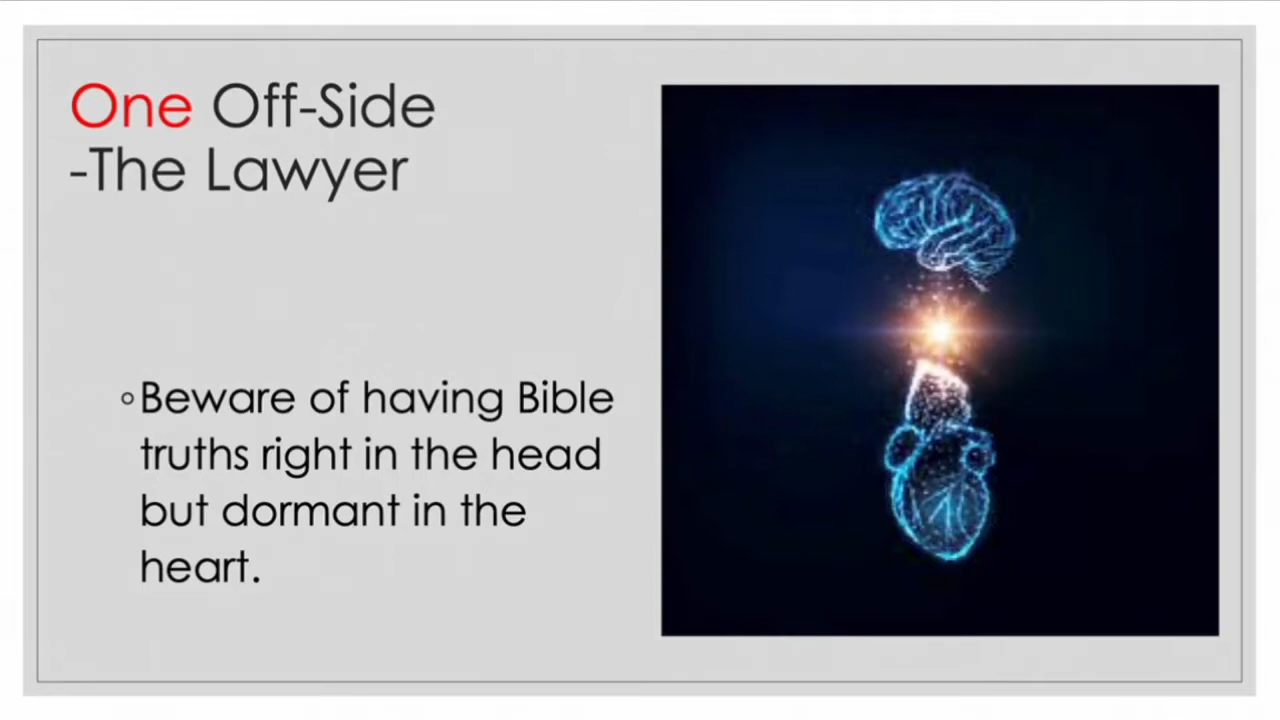 One Off-Side
-The Lawyer
◦Beware of having Bible
truths right in the head
but dormant in the
heart.